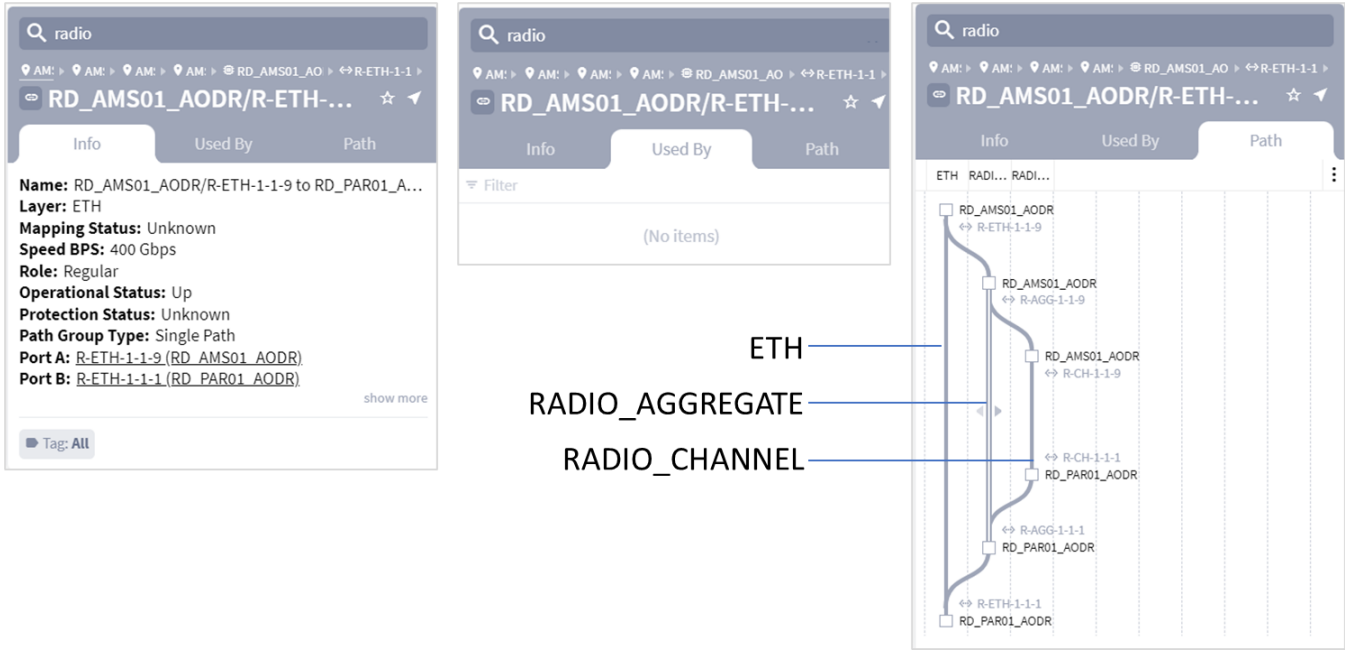 radio
AM: AM: AM: AM: RD_AMS01_AO R-ETH-1-1
RD_AMS01_AODR/R-ETH-...
Info Used By Path
Name: RD_AMS01_AODR/R-ETH-1-1-9 to RD_PAR01_A...
Layer: ETH
Mapping Status: Unknown
Speed BPS: 400 Gbps
Role: Regular
Operational Status: Up
Protection Status: Unknown
Path Group Type: Single Path
Port A: R-ETH-1-1-9 (RD_AMS01_AODR)
Port B: R-ETH-1-1-1 (RD_PAR01_AODR)
show more
Tag: All
radio
AM: AM: AM: AM: RD_AMS01_AO R-ETH-1-1
RD_AMS01_AODR/R-ETH-...
Info Used By Path
Filter
(No items)
ETH
RADIO_AGGREGATE
RADIO_CHANNEL
radio
AM: AM: AM: AM: RD_AMS01_AO R-ETH-1-1
RD_AMS01_AODR/R-ETH-...
Info Used By Path
ETH RADI... RADI...
RD_AMS01_AODR
R-ETH-1-1-9
RD_AMS01_AODR
R-AGG-1-1-9
RD_AMS01_AODR
R-CH-1-1-9
R-CH-1-1-1
RD_PAR01_AODR
R-AGG-1-1-1
RD_PAR01_AODR
R-ETH-1-1-1
RD_PAR01_AODR